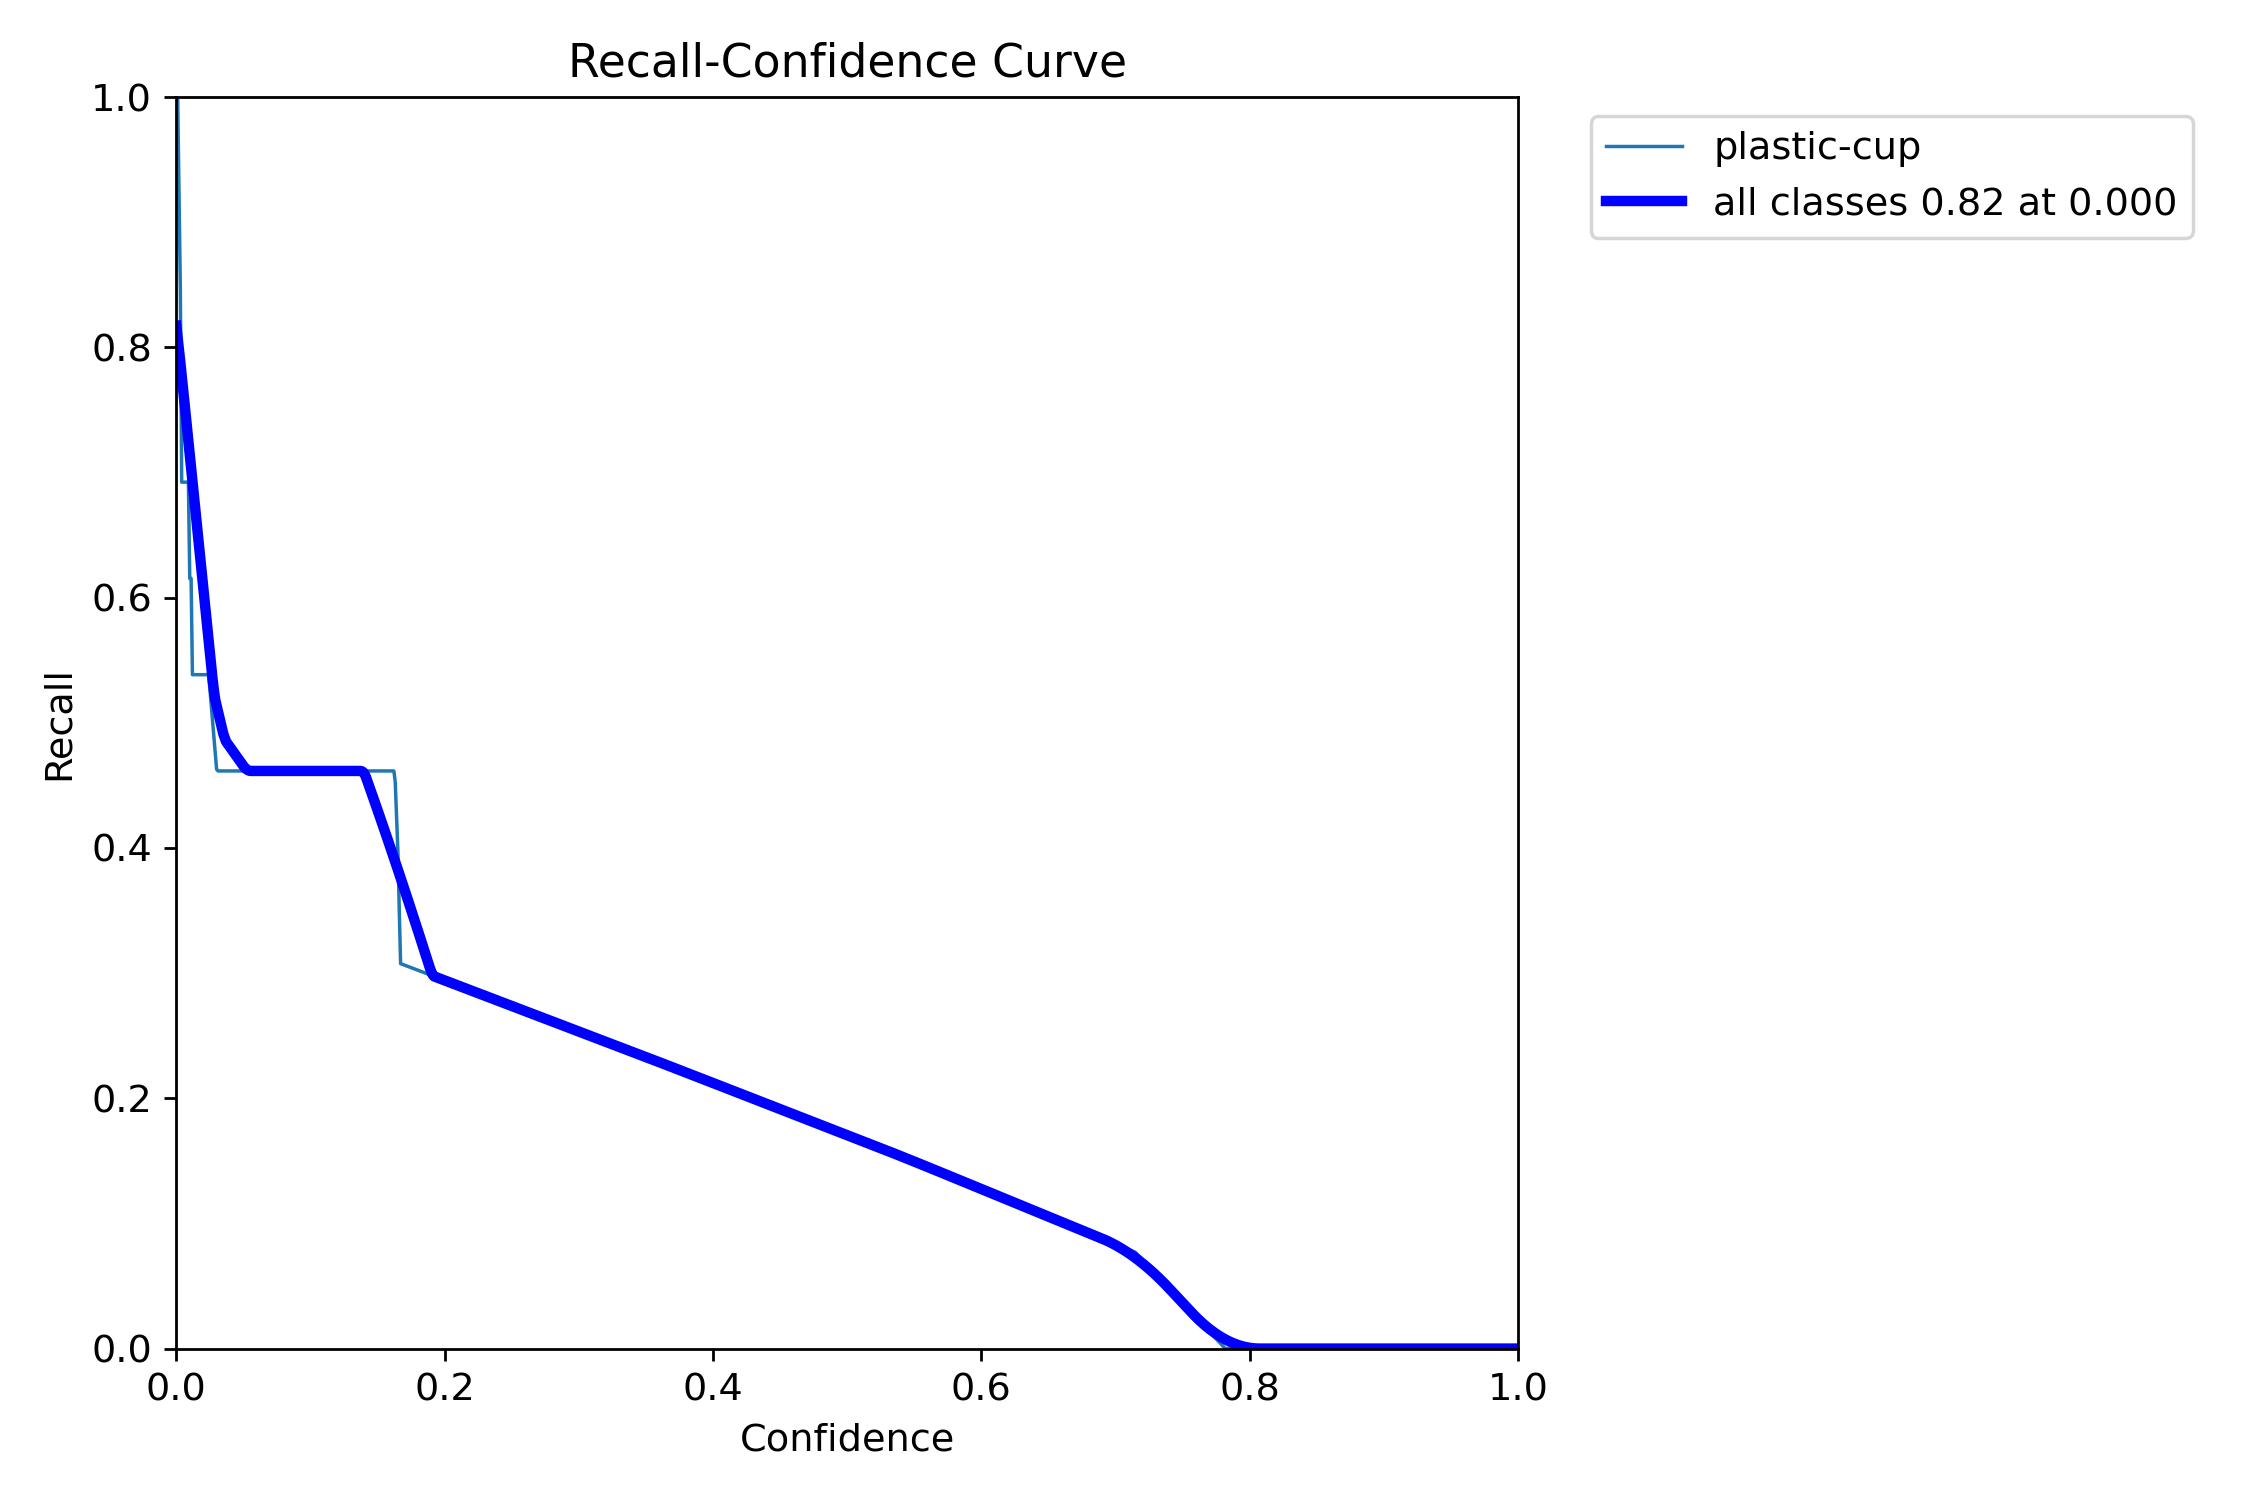 Recall-Confidence Curve
1.0
0.8
0.6
0.4
0.2
0.0
Recall
0.0 0.2 0.4 0.6 0.8 1.0
Confidence
plastic-cup
all classes 0.82 at 0.000